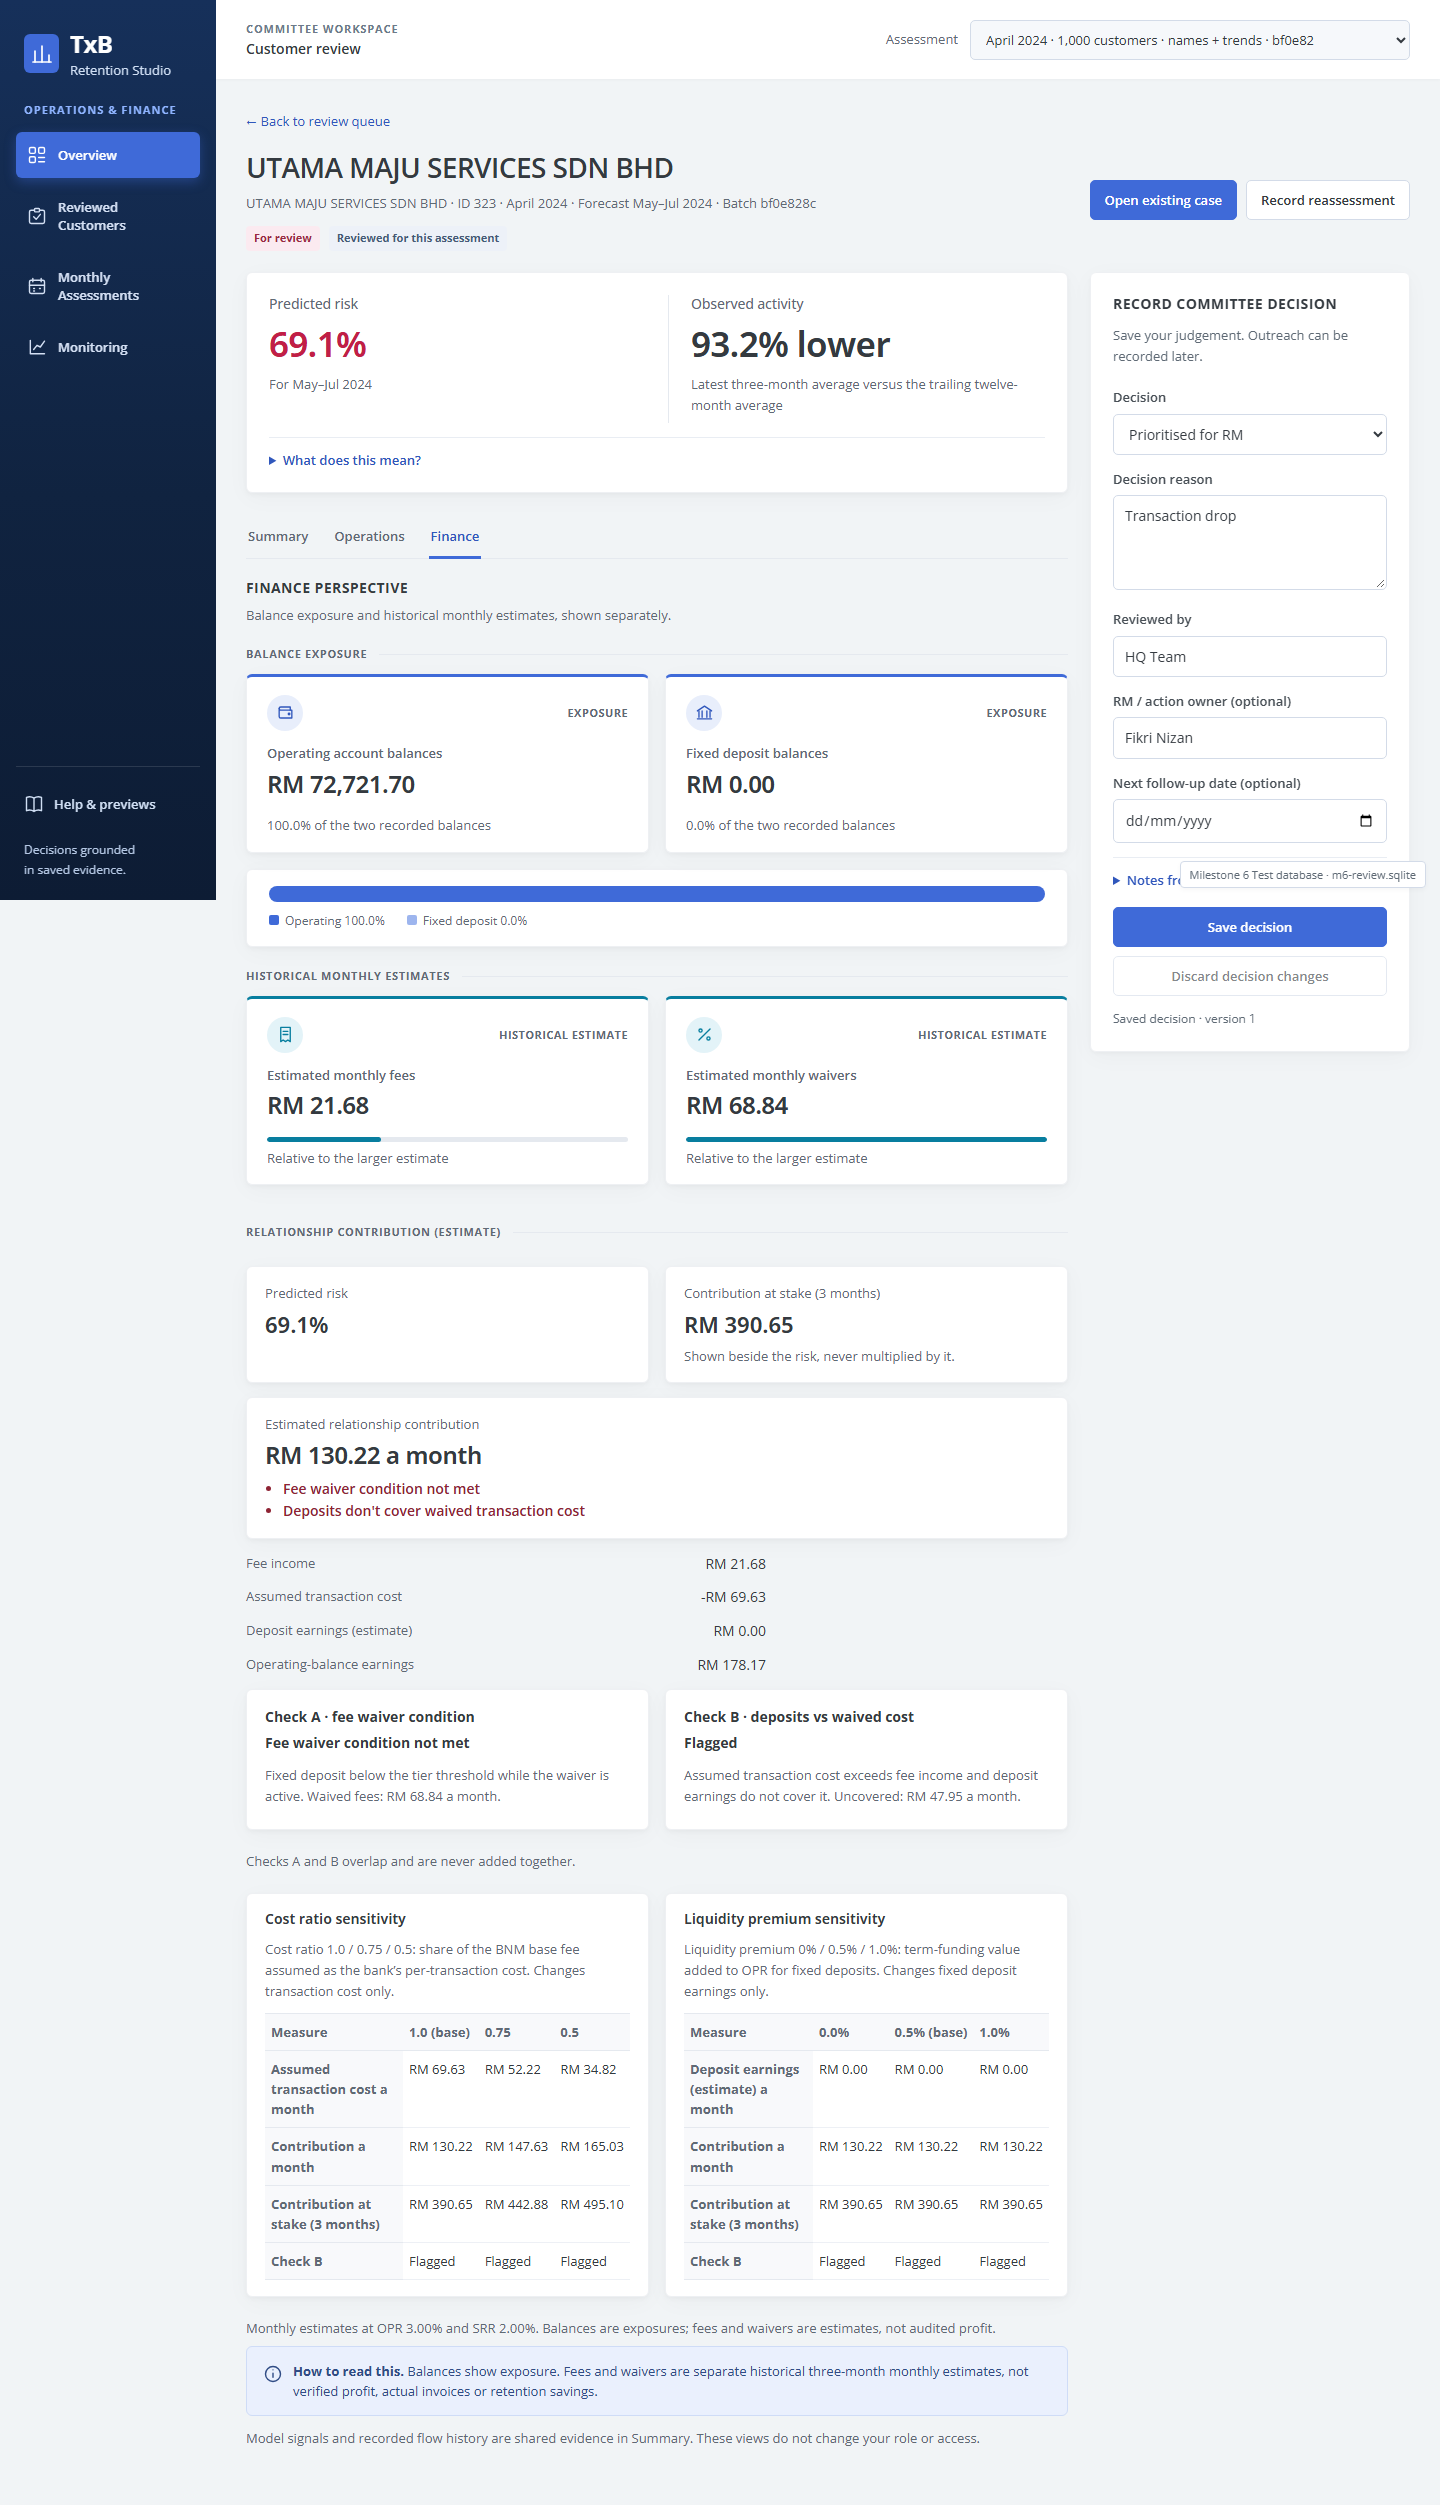 TxB
Retention Studio
OPERATIONS & FINANCE
Overview
Reviewed
Customers
Monthly
Assessments
Monitoring
Help & previews
Decisions grounded
in saved evidence.
COMMITTEE WORKSPACE
Customer review
Assessment
April 2024 · 1,000 customers · names + trends · bf0e82
← Back to review queue
UTAMA MAJU SERVICES SDN BHD
UTAMA MAJU SERVICES SDN BHD · ID 323 · April 2024 · Forecast May–Jul 2024 · Batch bf0e828c
For review
Reviewed for this assessment
Open existing case
Record reassessment
Predicted risk
69.1%
For May–Jul 2024
Observed activity
93.2% lower
Latest three-month average versus the trailing twelve-
month average
What does this mean?
Summary
Operations
Finance
FINANCE PERSPECTIVE
Balance exposure and historical monthly estimates, shown separately.
BALANCE EXPOSURE
EXPOSURE
Operating account balances
RM 72,721.70
100.0% of the two recorded balances
EXPOSURE
Fixed deposit balances
RM 0.00
0.0% of the two recorded balances
Operating 100.0%
Fixed deposit 0.0%
HISTORICAL MONTHLY ESTIMATES
HISTORICAL ESTIMATE
Estimated monthly fees
RM 21.68
Relative to the larger estimate
HISTORICAL ESTIMATE
Estimated monthly waivers
RM 68.84
Relative to the larger estimate
RELATIONSHIP CONTRIBUTION (ESTIMATE)
Predicted risk
69.1%
Contribution at stake (3 months)
RM 390.65
Shown beside the risk, never multiplied by it.
Estimated relationship contribution
RM 130.22 a month
• Fee waiver condition not met
• Deposits don't cover waived transaction cost
Fee income RM 21.68
Assumed transaction cost -RM 69.63
Deposit earnings (estimate) RM 0.00
Operating-balance earnings RM 178.17
Check A · fee waiver condition
Fee waiver condition not met
Fixed deposit below the tier threshold while the waiver is
active. Waived fees: RM 68.84 a month.
Check B · deposits vs waived cost
Flagged
Assumed transaction cost exceeds fee income and deposit
earnings do not cover it. Uncovered: RM 47.95 a month.
Checks A and B overlap and are never added together.
Cost ratio sensitivity
Cost ratio 1.0 / 0.75 / 0.5: share of the BNM base fee
assumed as the bank’s per-transaction cost. Changes
transaction cost only.
Measure 1.0 (base) 0.75 0.5
Assumed RM 69.63 RM 52.22 RM 34.82
transaction cost a
month
Contribution a RM 130.22 RM 147.63 RM 165.03
month
Contribution at RM 390.65 RM 442.88 RM 495.10
stake (3 months)
Check B Flagged Flagged Flagged
Liquidity premium sensitivity
Liquidity premium 0% / 0.5% / 1.0%: term-funding value
added to OPR for fixed deposits. Changes fixed deposit
earnings only.
Measure 0.0% 0.5% (base) 1.0%
Deposit earnings RM 0.00 RM 0.00 RM 0.00
(estimate) a
month
Contribution a RM 130.22 RM 130.22 RM 130.22
month
Contribution at RM 390.65 RM 390.65 RM 390.65
stake (3 months)
Check B Flagged Flagged Flagged
Monthly estimates at OPR 3.00% and SRR 2.00%. Balances are exposures; fees and waivers are estimates, not audited profit.
How to read this. Balances show exposure. Fees and waivers are separate historical three-month monthly estimates, not
verified profit, actual invoices or retention savings.
Model signals and recorded flow history are shared evidence in Summary. These views do not change your role or access.
RECORD COMMITTEE DECISION
Save your judgement. Outreach can be
recorded later.
Decision
Prioritised for RM
Decision reason
Transaction drop
Reviewed by
HQ Team
RM / action owner (optional)
Fikri Nizan
Next follow-up date (optional)
dd/mm/yyyy
Notes
Milestone 6 Test database · m6-review.sqlite
Save decision
Discard decision changes
Saved decision · version 1